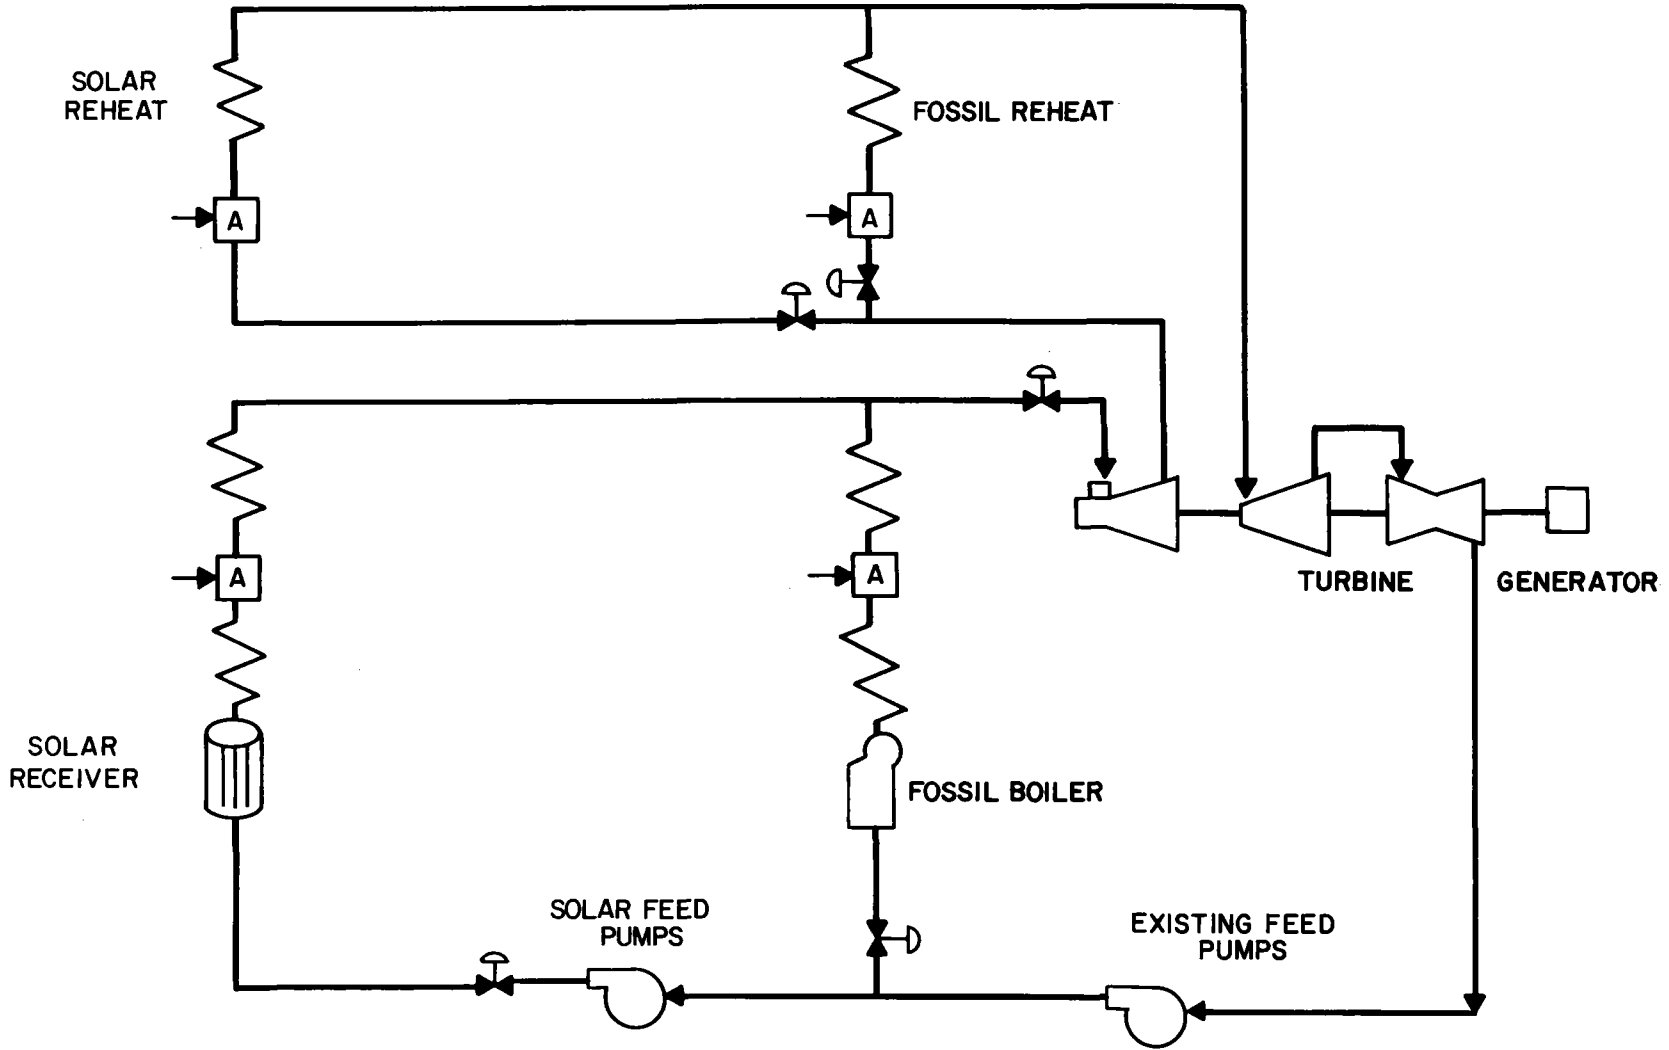 SOLAR
REHEAT
FOSSIL REHEAT
A
A
A
A
TURBINE
GENERATOR
SOLAR
RECEIVER
FOSSIL BOILER
SOLAR FEED
PUMPS
EXISTING FEED
PUMPS